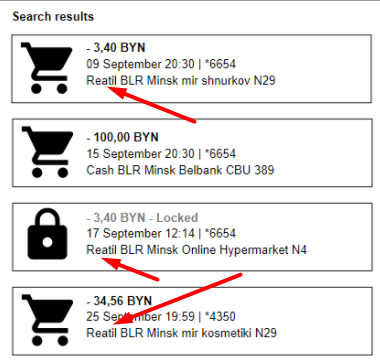 Search results
- 3,40 BYN
09 September 20:30 | *6654
Reatil BLR Minsk mir shnurkov N29
- 100,00 BYN
15 September 20:30 | *6654
Cash BLR Minsk Belbank CBU 389
- 3,40 BYN - Locked
17 September 12:14 | *6654
Reatil BLR Minsk Online Hypermarket N4
- 34,56 BYN
25 September 19:59 | *4350
Reatil BLR Minsk mir kosmetiki N29